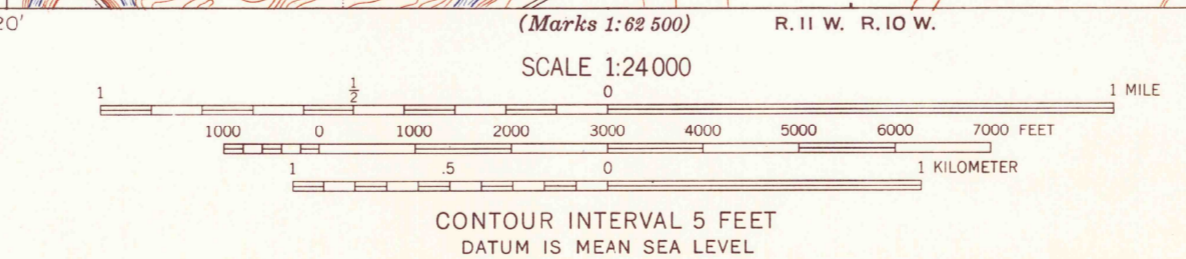 20'
(Marks 1:62 500)
R. 11 W. R. 10 W.
SCALE 1:24 000
1 1/2 0 1 MILE
1000 0 1000 2000 3000 4000 5000 6000 7000 FEET
1 .5 0 1 KILOMETER
CONTOUR INTERVAL 5 FEET
DATUM IS MEAN SEA LEVEL